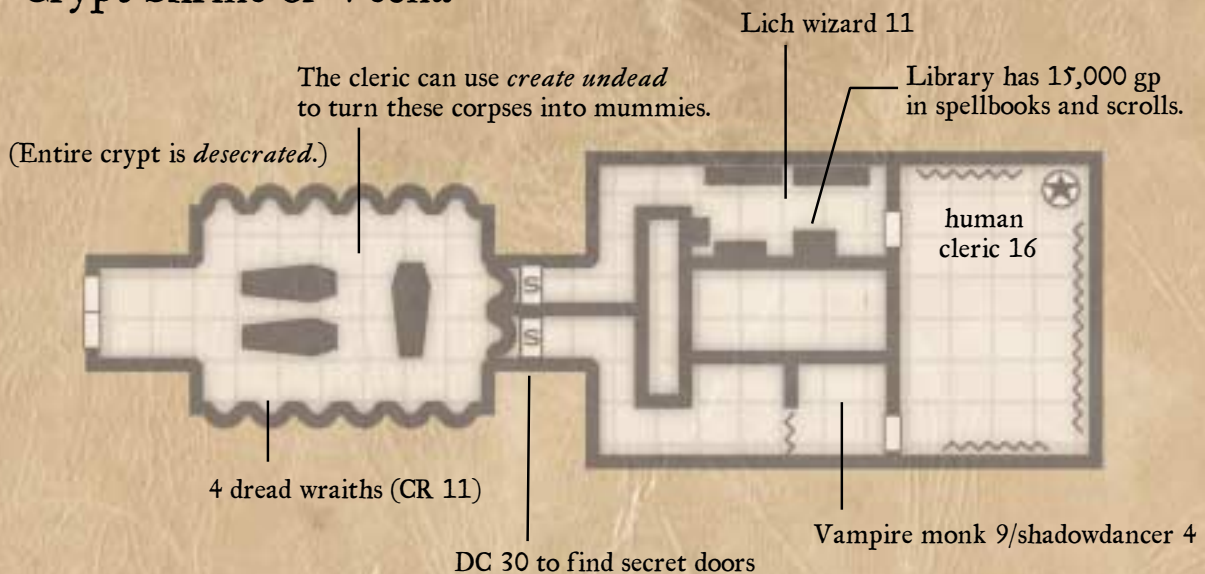 Lich wizard 11
The cleric can use create undead
to turn these corpses into mummies.
Library has 15,000 gp
in spellbooks and scrolls.
(Entire crypt is desecrated.)
human
cleric 16
S
S
4 dread wraiths (CR 11)
Vampire monk 9/shadowdancer 4
DC 30 to find secret doors